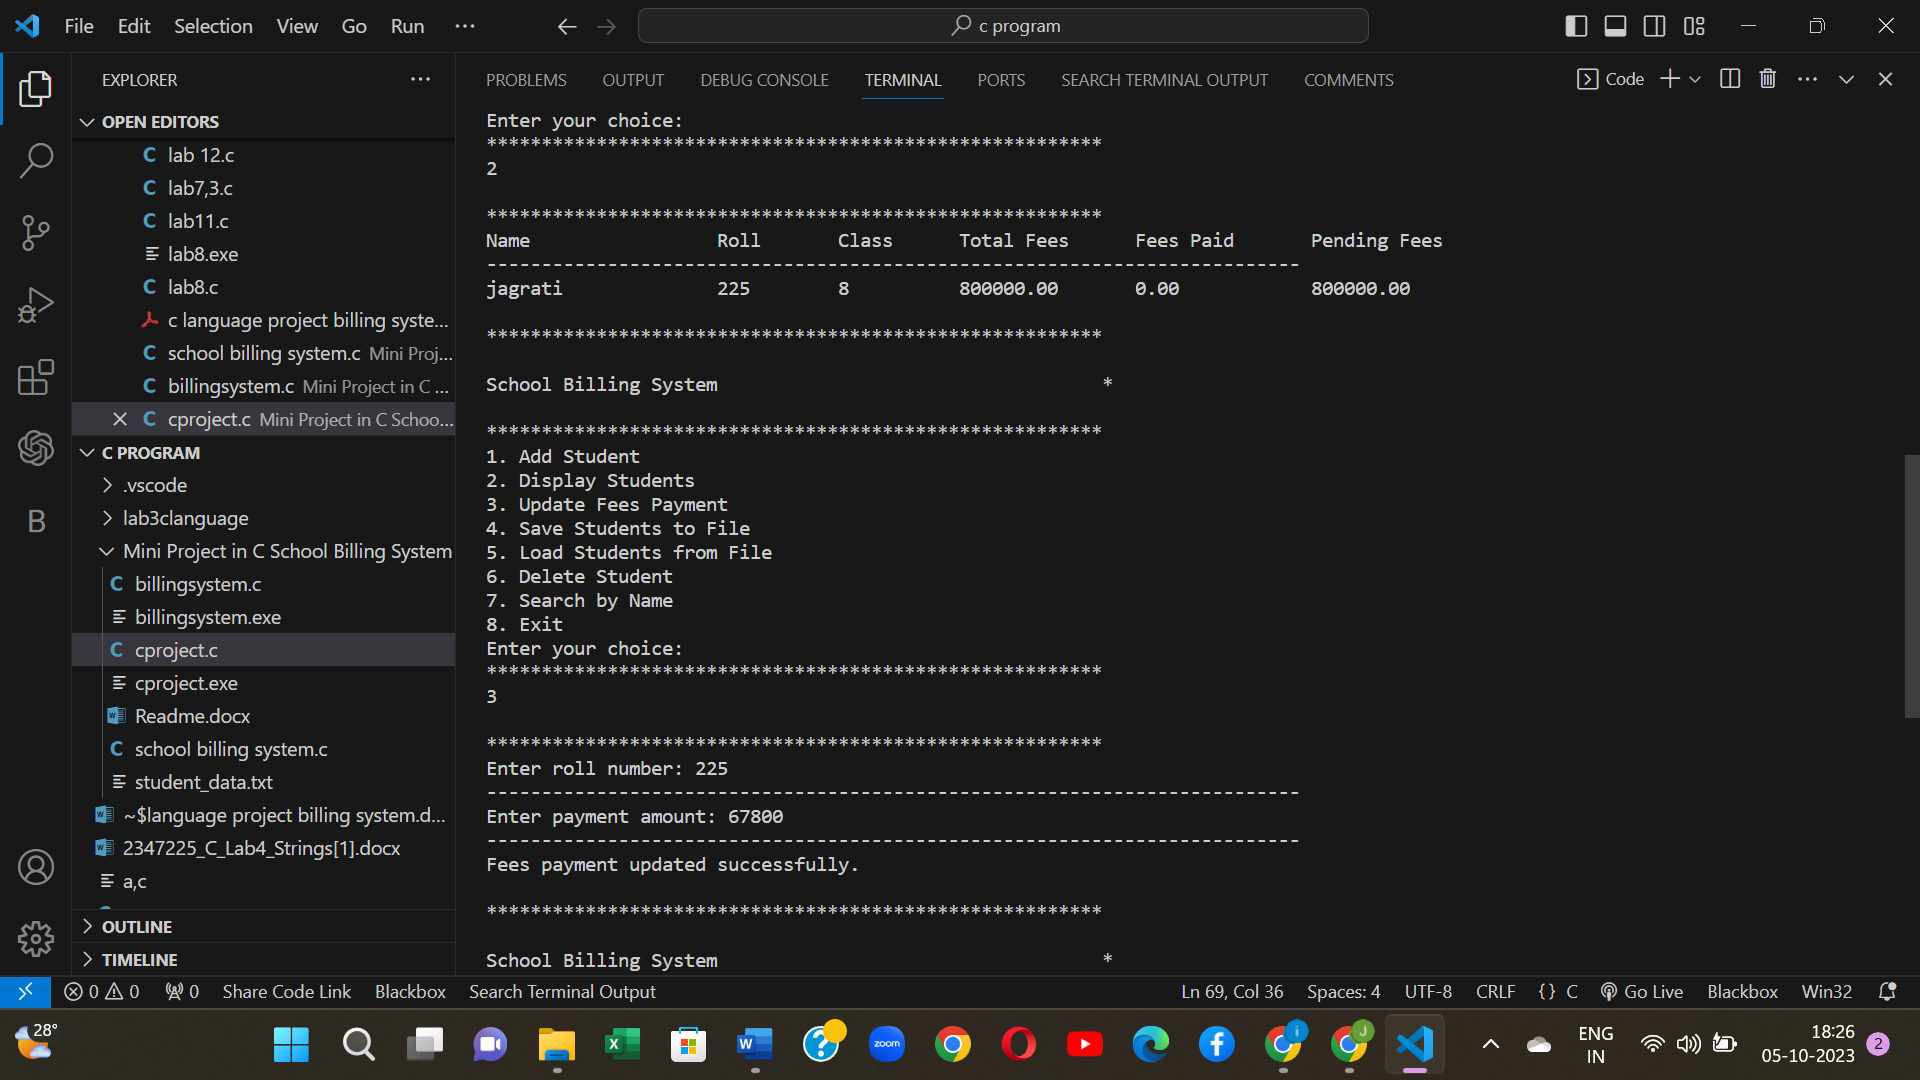 File Edit Selection View Go Run ···
c program
EXPLORER ···
OPEN EDITORS
C lab 12.c
C lab7,3.c
C lab11.c
lab8.exe
C lab8.c
c language project billing syste...
C school billing system.c Mini Proj...
C billingsystem.c Mini Project in C ...
C cproject.c Mini Project in C Schoo...
C PROGRAM
.vscode
lab3clanguage
Mini Project in C School Billing System
C billingsystem.c
billingsystem.exe
C cproject.c
cproject.exe
Readme.docx
C school billing system.c
student_data.txt
~$language project billing system.d...
2347225_C_Lab4_Strings[1].docx
a,c
OUTLINE
TIMELINE
B
PROBLEMS OUTPUT DEBUG CONSOLE TERMINAL PORTS SEARCH TERMINAL OUTPUT COMMENTS
Code
Enter your choice:
********************************************************
2
********************************************************
Name Roll Class Total Fees Fees Paid Pending Fees
--------------------------------------------------------------------------
jagrati 225 8 800000.00 0.00 800000.00
********************************************************
School Billing System *
********************************************************
1. Add Student
2. Display Students
3. Update Fees Payment
4. Save Students to File
5. Load Students from File
6. Delete Student
7. Search by Name
8. Exit
Enter your choice:
********************************************************
3
********************************************************
Enter roll number: 225
--------------------------------------------------------------------------
Enter payment amount: 67800
--------------------------------------------------------------------------
Fees payment updated successfully.
********************************************************
School Billing System *
0 0 0 Share Code Link Blackbox Search Terminal Output
Ln 69, Col 36 Spaces: 4 UTF-8 CRLF {} C Go Live Blackbox Win32
28°
zoom
ENG
IN
18:26
05-10-2023
2